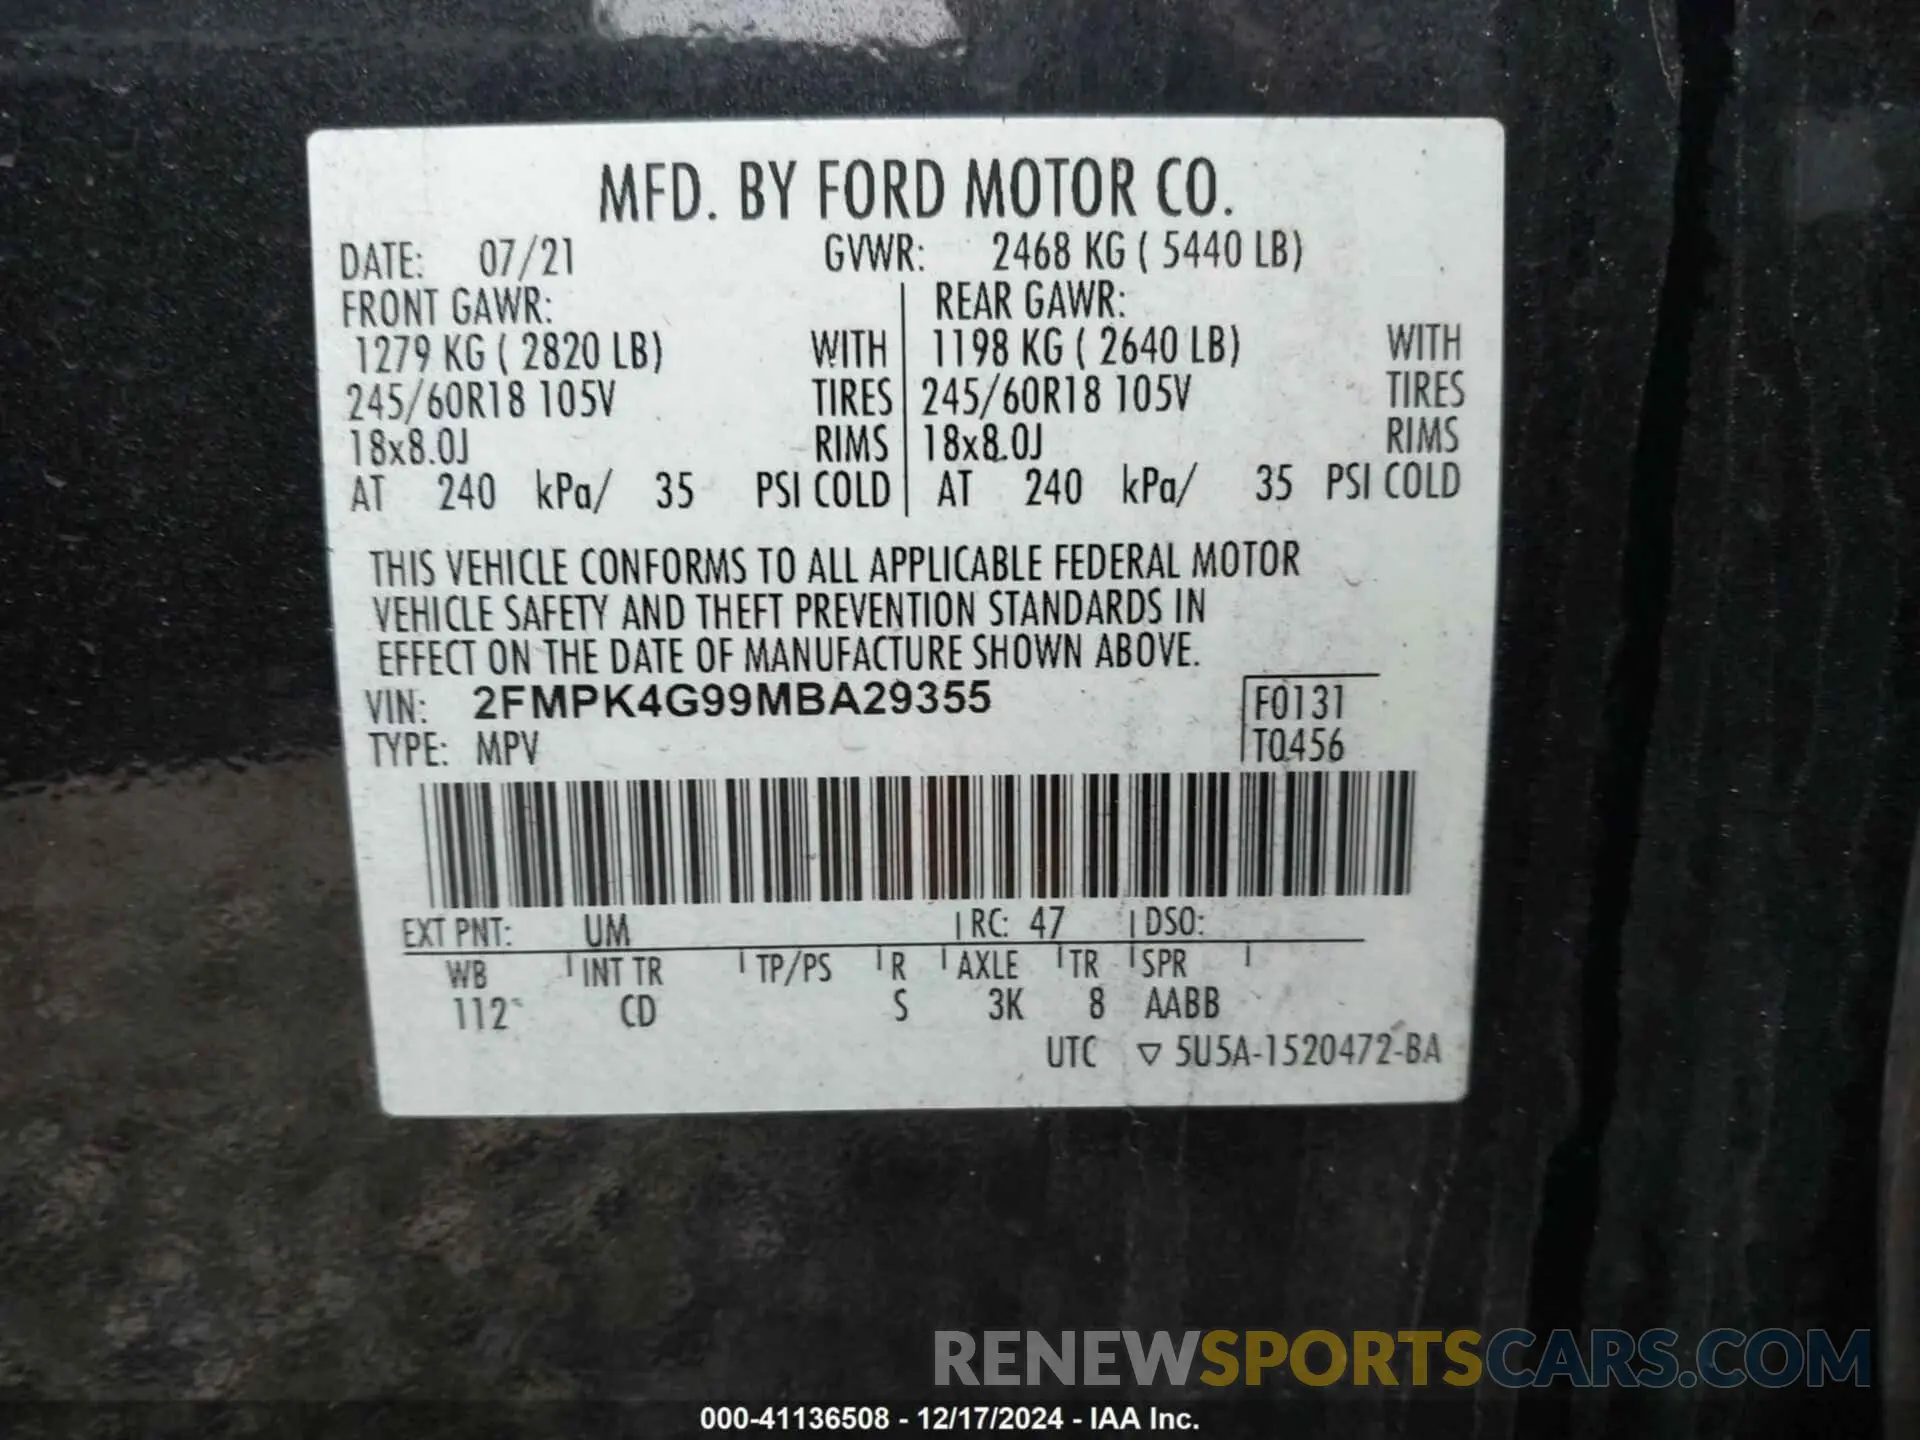 MFD. BY FORD MOTOR CO.
DATE: 07/21 GVWR: 2468 KG ( 5440 LB)
FRONT GAWR: REAR GAWR:
1279 KG ( 2820 LB) WITH 1198 KG ( 2640 LB) WITH
245/60R18 105V TIRES 245/60R18 105V TIRES
18x8.0J RIMS 18x8.0J RIMS
AT 240 kPa/ 35 PSI COLD AT 240 kPa/ 35 PSI COLD
THIS VEHICLE CONFORMS TO ALL APPLICABLE FEDERAL MOTOR
VEHICLE SAFETY AND THEFT PREVENTION STANDARDS IN
EFFECT ON THE DATE OF MANUFACTURE SHOWN ABOVE.
VIN: 2FMPK4G99MBA29355 F0131
TYPE: MPV T0456
EXT PNT: UM RC: 47 DSO:
WB INT TR TP/PS R AXLE TR SPR
112 CD S 3K 8 AABB
UTC ▽ 5U5A-1520472-BA
RENEWSPORTSCARS.COM
000-41136508 - 12/17/2024 - IAA Inc.